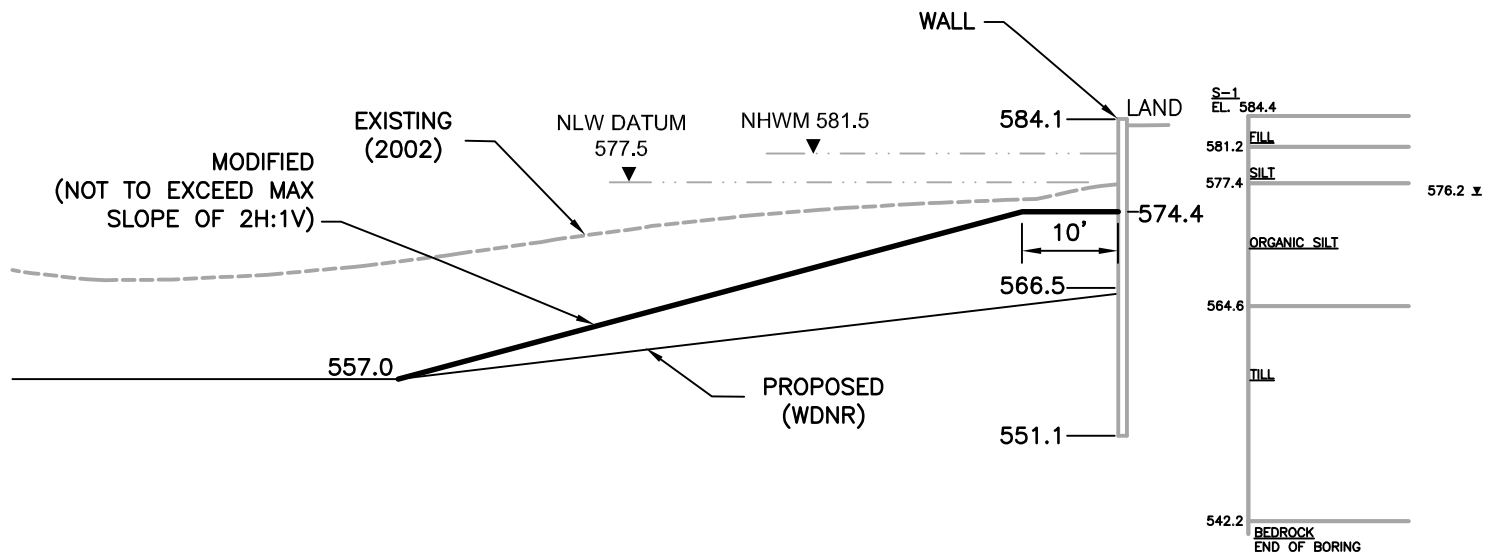 WALL
S-1
EL. 584.4
LAND
584.1
EXISTING
(2002)
NLW DATUM
577.5
NHWM 581.5
FILL
581.2
MODIFIED
(NOT TO EXCEED MAX
SLOPE OF 2H:1V)
SILT
577.4
576.2
574.4
10'
ORGANIC SILT
566.5
564.6
557.0
TILL
PROPOSED
(WDNR)
551.1
542.2
BEDROCK
END OF BORING